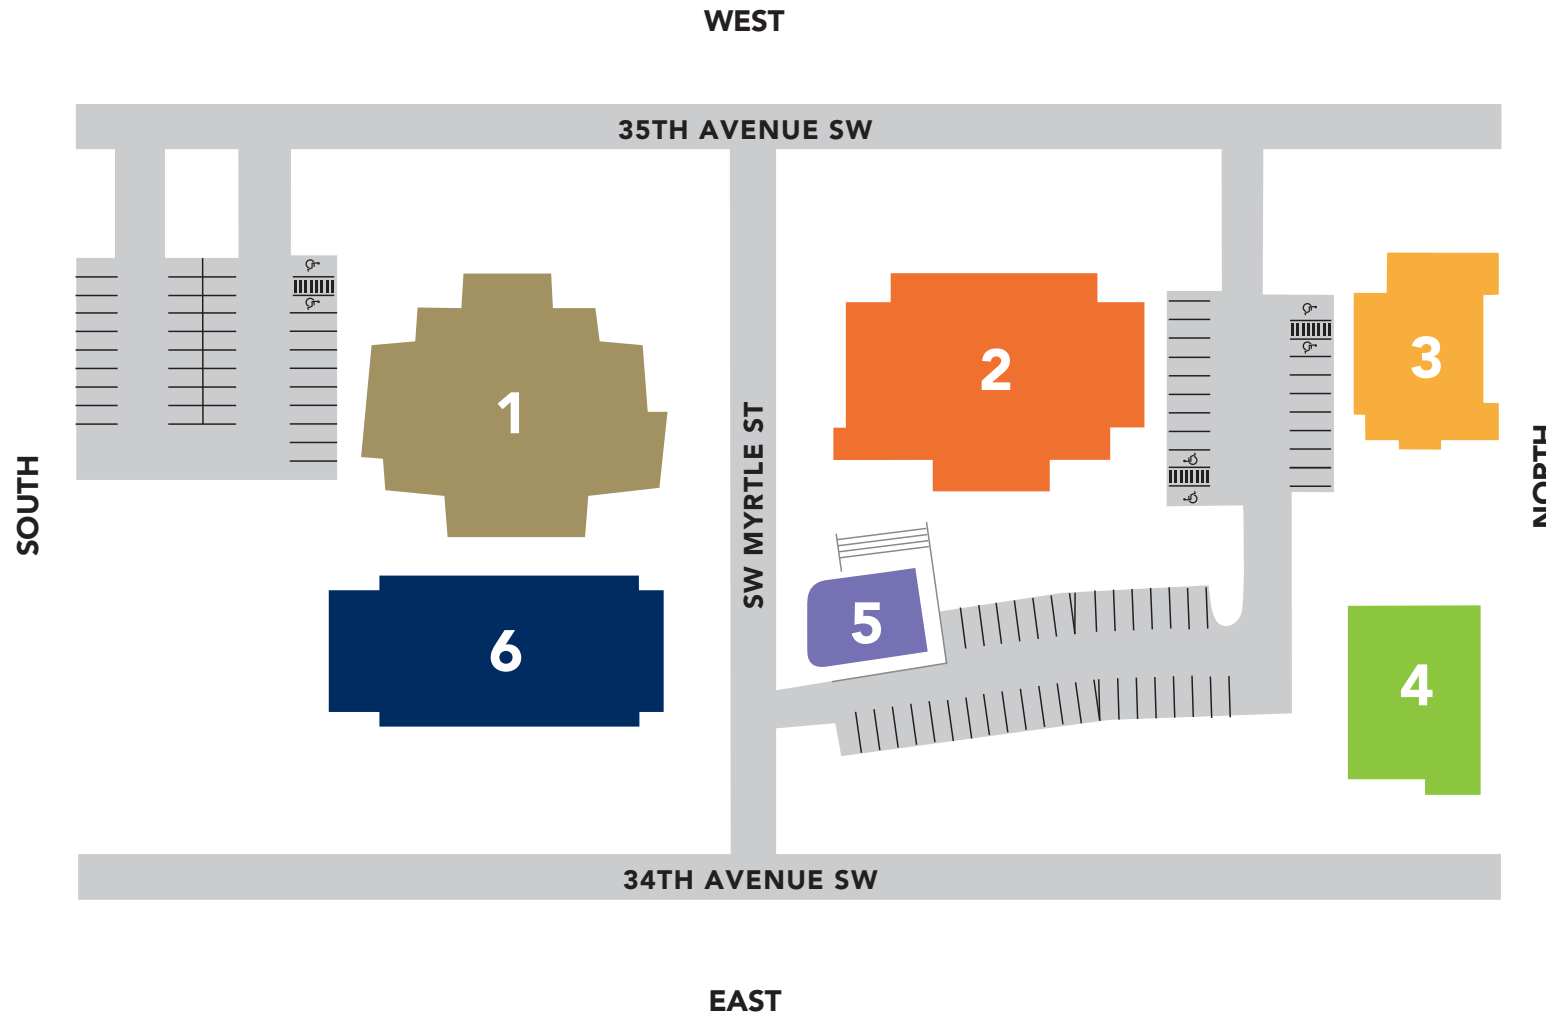 WEST
35TH AVENUE SW
1
2
3
SOUTH
SW MYRTLE ST
NORTH
5
6
4
34TH AVENUE SW
EAST